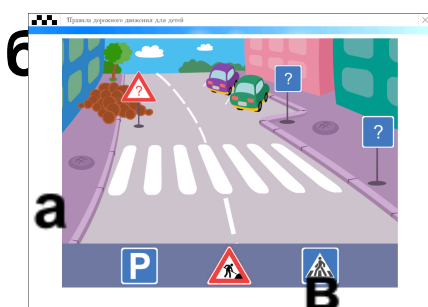 Правила дорожного движения для детей
б
?
?
?
а
P
в